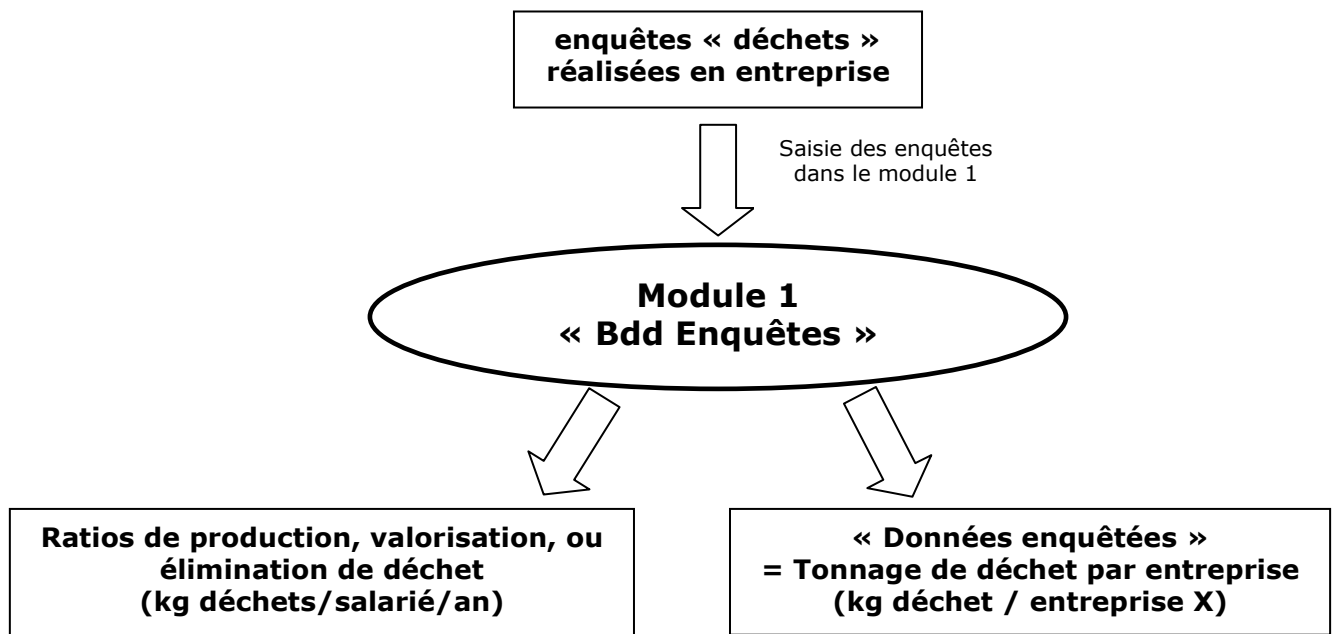 enquêtes « déchets »
réalisées en entreprise
Saisie des enquêtes
dans le module 1
Module 1
« Bdd Enquêtes »
Ratios de production, valorisation, ou
élimination de déchet
(kg déchets/salarié/an)
« Données enquêtées »
= Tonnage de déchet par entreprise
(kg déchet / entreprise X)